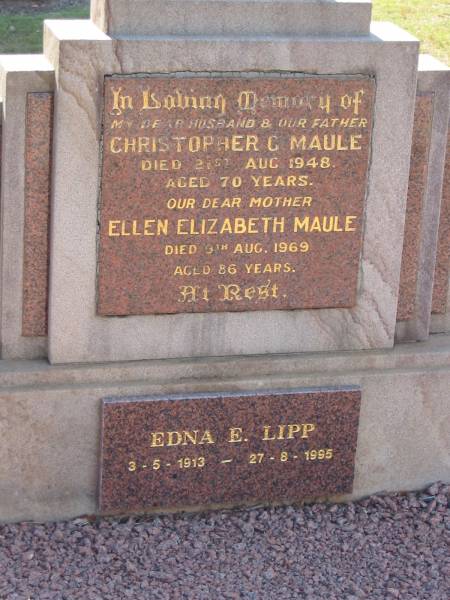 In Loving Memory of
MY DEAR HUSBAND & OUR FATHER
CHRISTOPHER G MAULE
DIED 21ST AUG 1948.
AGED 70 YEARS.
OUR DEAR MOTHER
ELLEN ELIZABETH MAULE
DIED 9TH AUG. 1969
AGED 86 YEARS.
At Rest.
EDNA E. LIPP
3-5-1913 – 27-8-1995